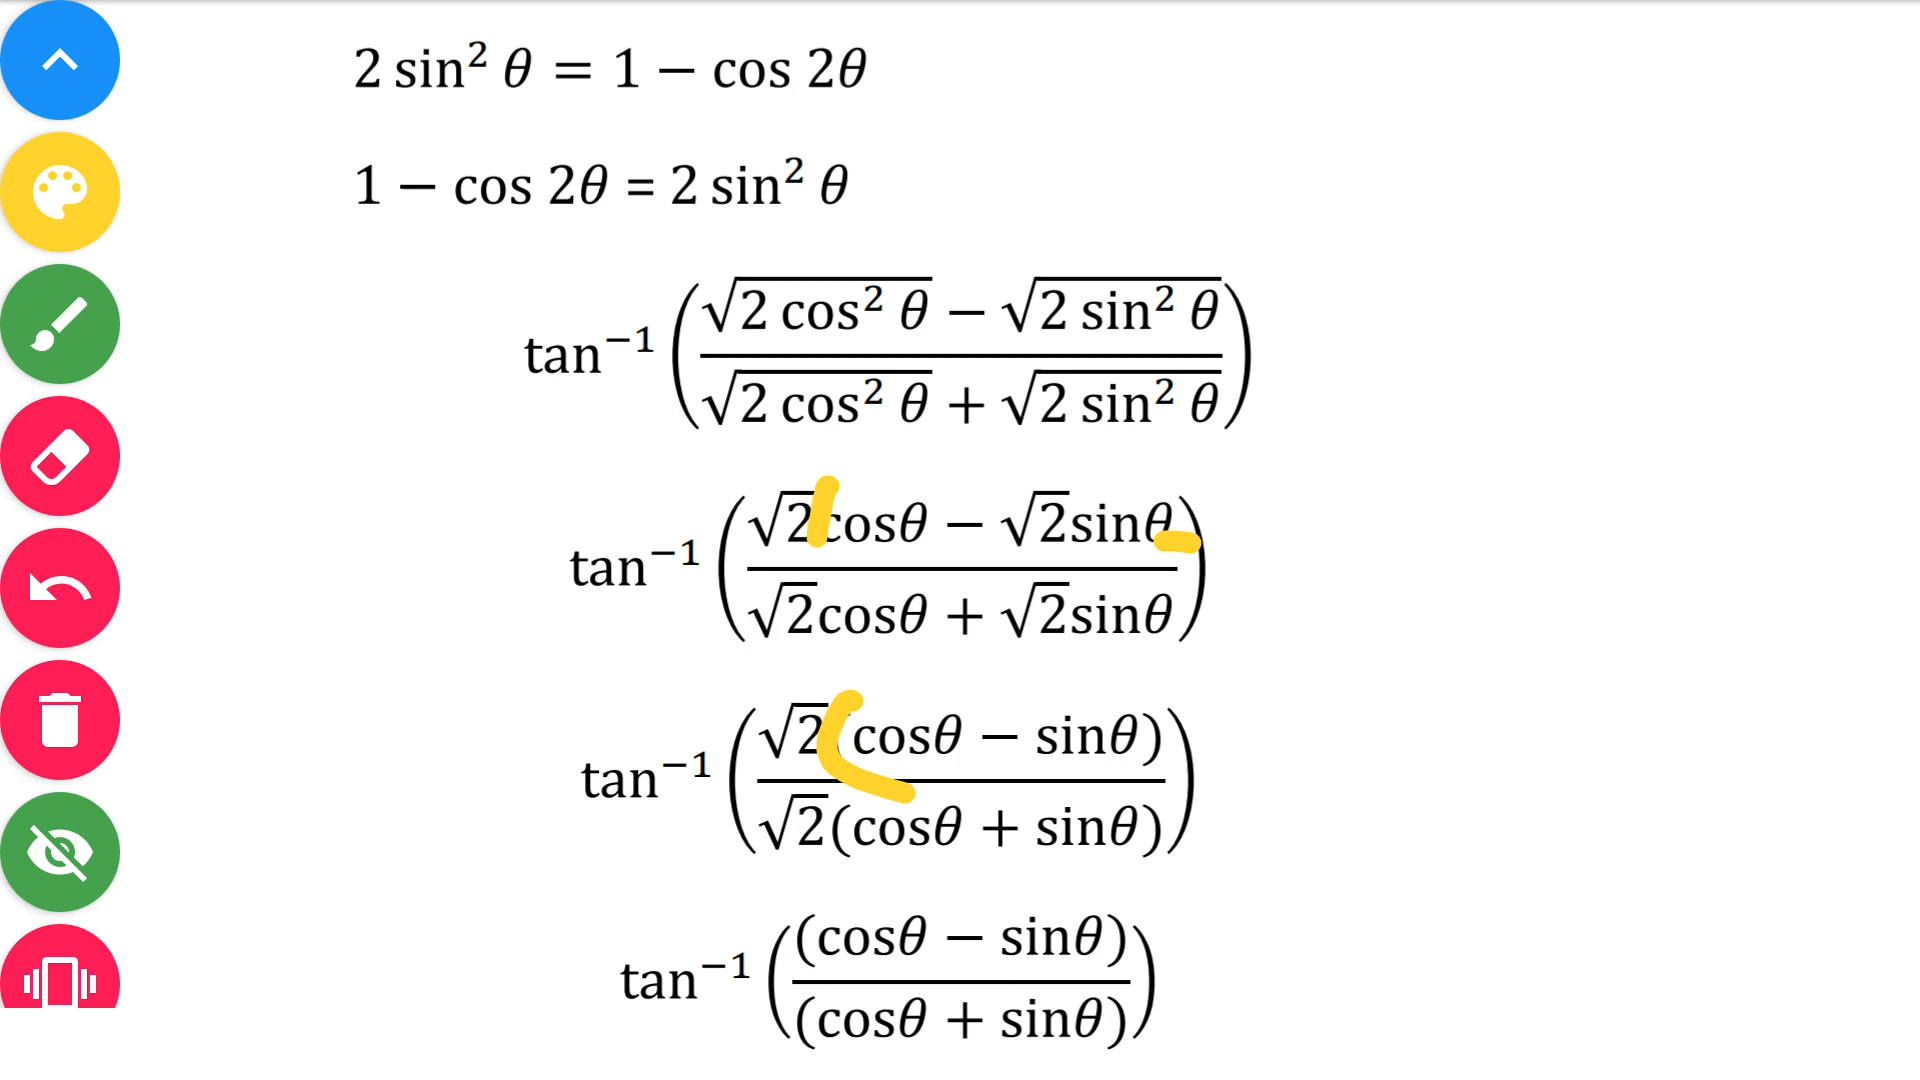 2 sin² θ = 1 − cos 2θ
1 − cos 2θ = 2 sin² θ
tan⁻¹ ((√(2 cos² θ) − √(2 sin² θ)) / (√(2 cos² θ) + √(2 sin² θ)))
tan⁻¹ ((√2cosθ − √2sinθ) / (√2cosθ + √2sinθ))
tan⁻¹ (√2(cosθ − sinθ) / √2(cosθ + sinθ))
tan⁻¹ ((cosθ − sinθ) / (cosθ + sinθ))